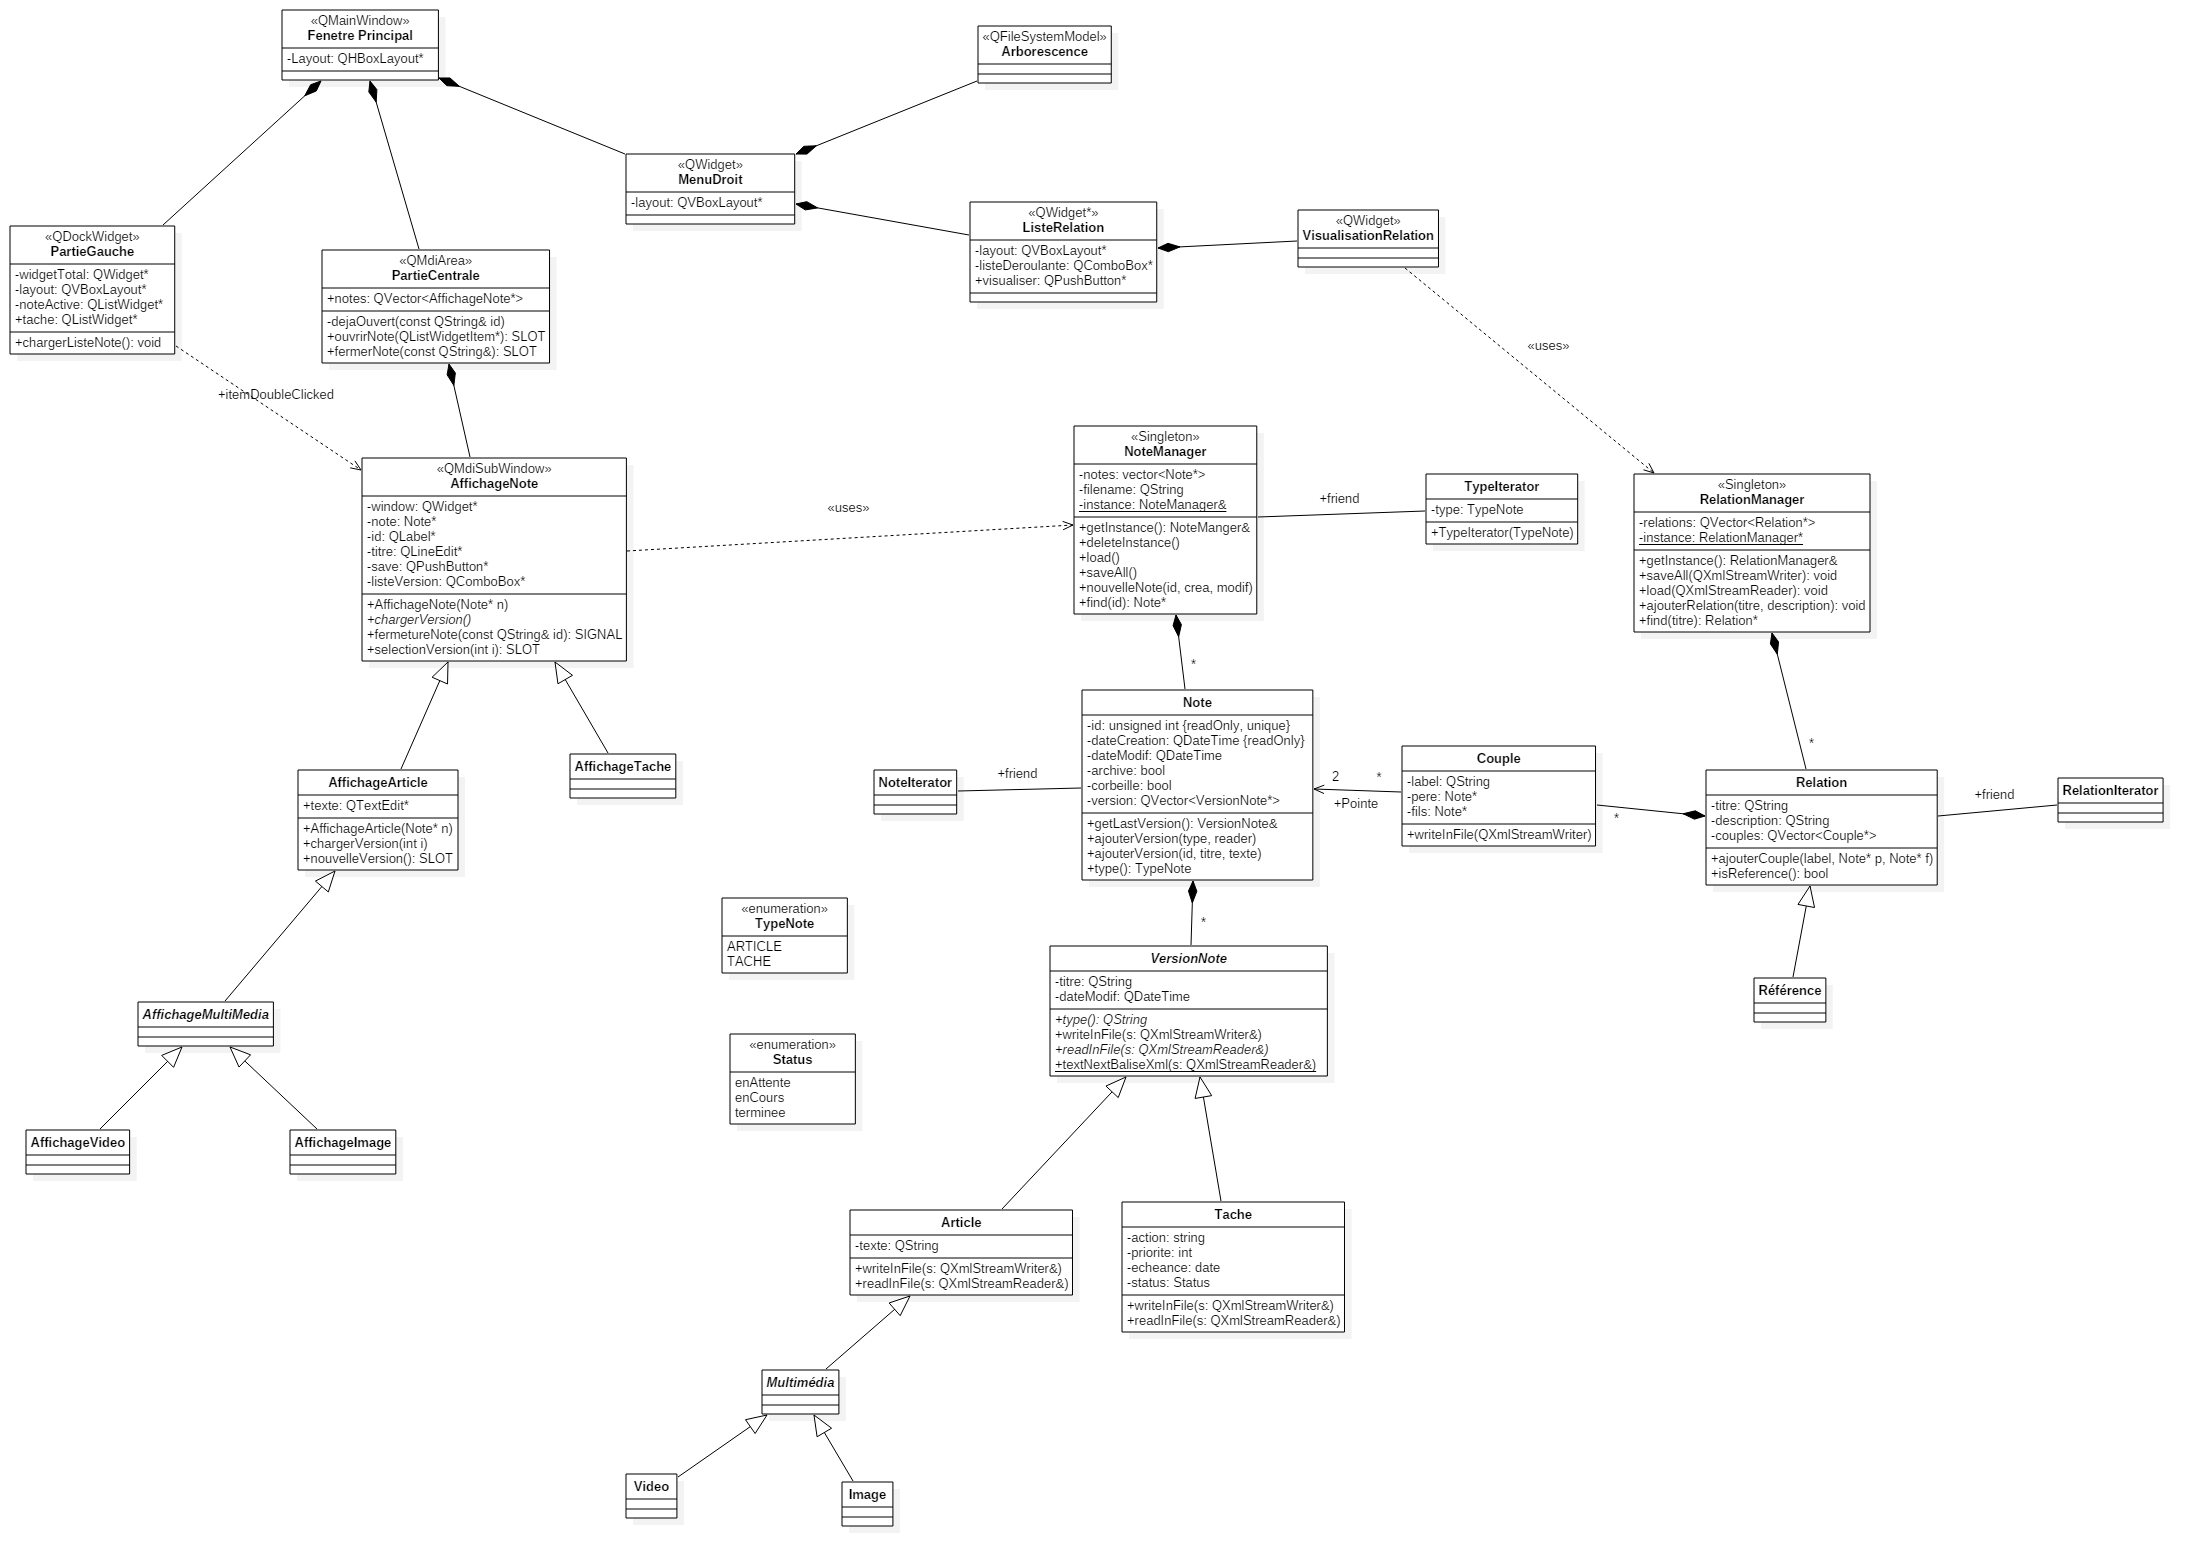 «QMainWindow»
Fenetre Principal
-Layout: QHBoxLayout*
«QFileSystemModel»
Arborescence
«QWidget»
MenuDroit
-layout: QVBoxLayout*
«QWidget*»
ListeRelation
-layout: QVBoxLayout*
-listeDeroulante: QComboBox*
+visualiser: QPushButton*
«QWidget»
VisualisationRelation
«QDockWidget»
PartieGauche
-widgetTotal: QWidget*
-layout: QVBoxLayout*
-noteActive: QListWidget*
+tache: QListWidget*
+chargerListeNote(): void
«QMdiArea»
PartieCentrale
+notes: QVector<AffichageNote*>
-dejaOuvert(const QString& id)
+ouvrirNote(QListWidgetItem*): SLOT
+fermerNote(const QString&): SLOT
«uses»
+itemDoubleClicked
«QMdiSubWindow»
AffichageNote
-window: QWidget*
-note: Note*
-id: QLabel*
-titre: QLineEdit*
-save: QPushButton*
-listeVersion: QComboBox*
+AffichageNote(Note* n)
+chargerVersion()
+fermetureNote(const QString& id): SIGNAL
+selectionVersion(int i): SLOT
«uses»
«Singleton»
NoteManager
-notes: vector<Note*>
-filename: QString
-instance: NoteManager&
+getInstance(): NoteManger&
+deleteInstance()
+load()
+saveAll()
+nouvelleNote(id, crea, modif)
+find(id): Note*
+friend
TypeIterator
-type: TypeNote
+TypeIterator(TypeNote)
«Singleton»
RelationManager
-relations: QVector<Relation*>
-instance: RelationManager*
+getInstance(): RelationManager&
+saveAll(QXmlStreamWriter): void
+load(QXmlStreamReader): void
+ajouterRelation(titre, description): void
+find(titre): Relation*
*
*
AffichageArticle
+texte: QTextEdit*
+AffichageArticle(Note* n)
+chargerVersion(int i)
+nouvelleVersion(): SLOT
AffichageTache
NoteIterator
+friend
Note
-id: unsigned int {readOnly, unique}
-dateCreation: QDateTime {readOnly}
-dateModif: QDateTime
-archive: bool
-corbeille: bool
-version: QVector<VersionNote*>
+getLastVersion(): VersionNote&
+ajouterVersion(type, reader)
+ajouterVersion(id, titre, texte)
+type(): TypeNote
2
*
+Pointe
Couple
-label: QString
-pere: Note*
-fils: Note*
+writeInFile(QXmlStreamWriter)
*
Relation
-titre: QString
-description: QString
-couples: QVector<Couple*>
+ajouterCouple(label, Note* p, Note* f)
+isReference(): bool
+friend
RelationIterator
«enumeration»
TypeNote
ARTICLE
TACHE
*
VersionNote
-titre: QString
-dateModif: QDateTime
+type(): QString
+writeInFile(s: QXmlStreamWriter&)
+readInFile(s: QXmlStreamReader&)
+textNextBaliseXml(s: QXmlStreamReader&)
Référence
AffichageMultiMedia
«enumeration»
Status
enAttente
enCours
terminee
AffichageVideo
AffichageImage
Article
-texte: QString
+writeInFile(s: QXmlStreamWriter&)
+readInFile(s: QXmlStreamReader&)
Tache
-action: string
-priorite: int
-echeance: date
-status: Status
+writeInFile(s: QXmlStreamWriter&)
+readInFile(s: QXmlStreamReader&)
Multimédia
Video
Image